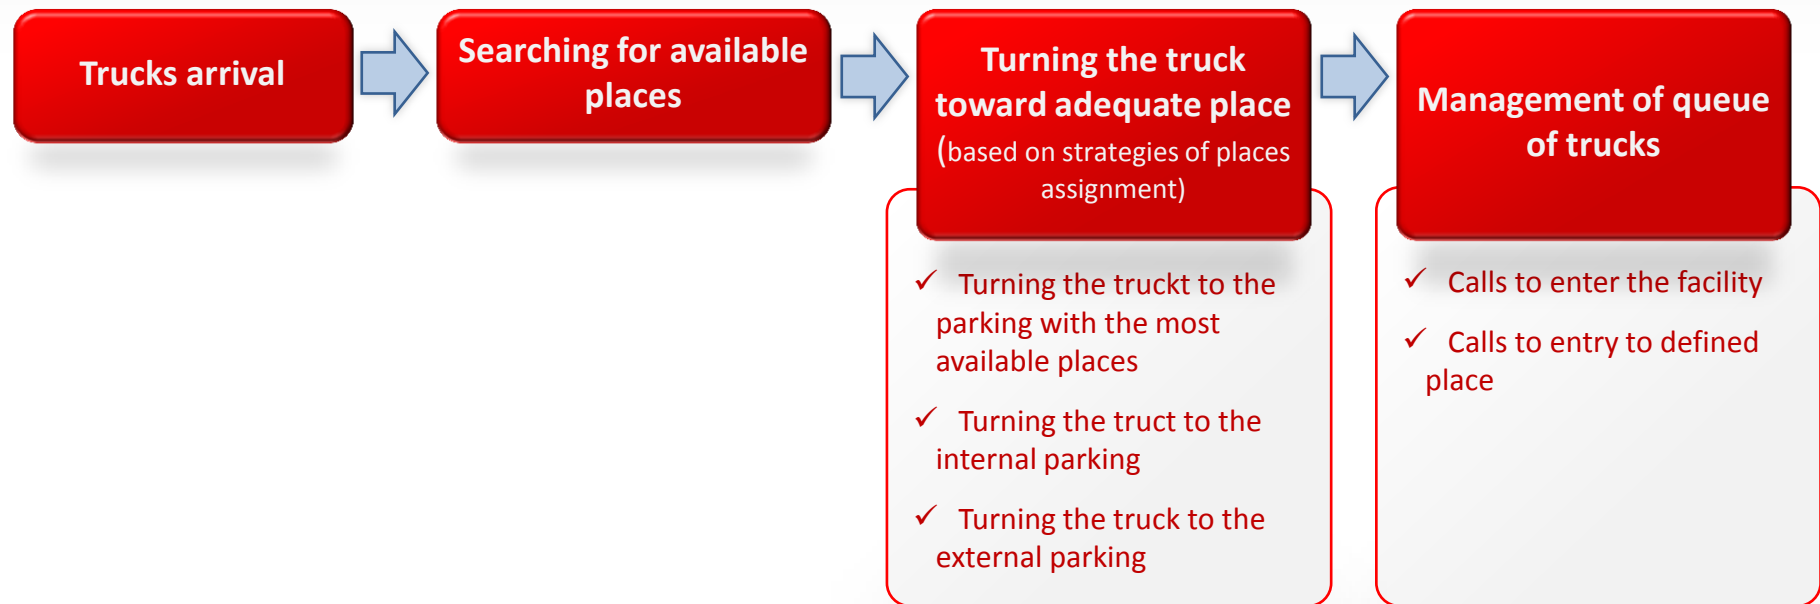 Trucks arrival
Searching for available
places
Turning the truck
toward adequate place
(based on strategies of places
assignment)
✓ Turning the truckt to the
parking with the most
available places
✓ Turning the truct to the
internal parking
✓ Turning the truck to the
external parking
Management of queue
of trucks
✓ Calls to enter the facility
✓ Calls to entry to defined
place